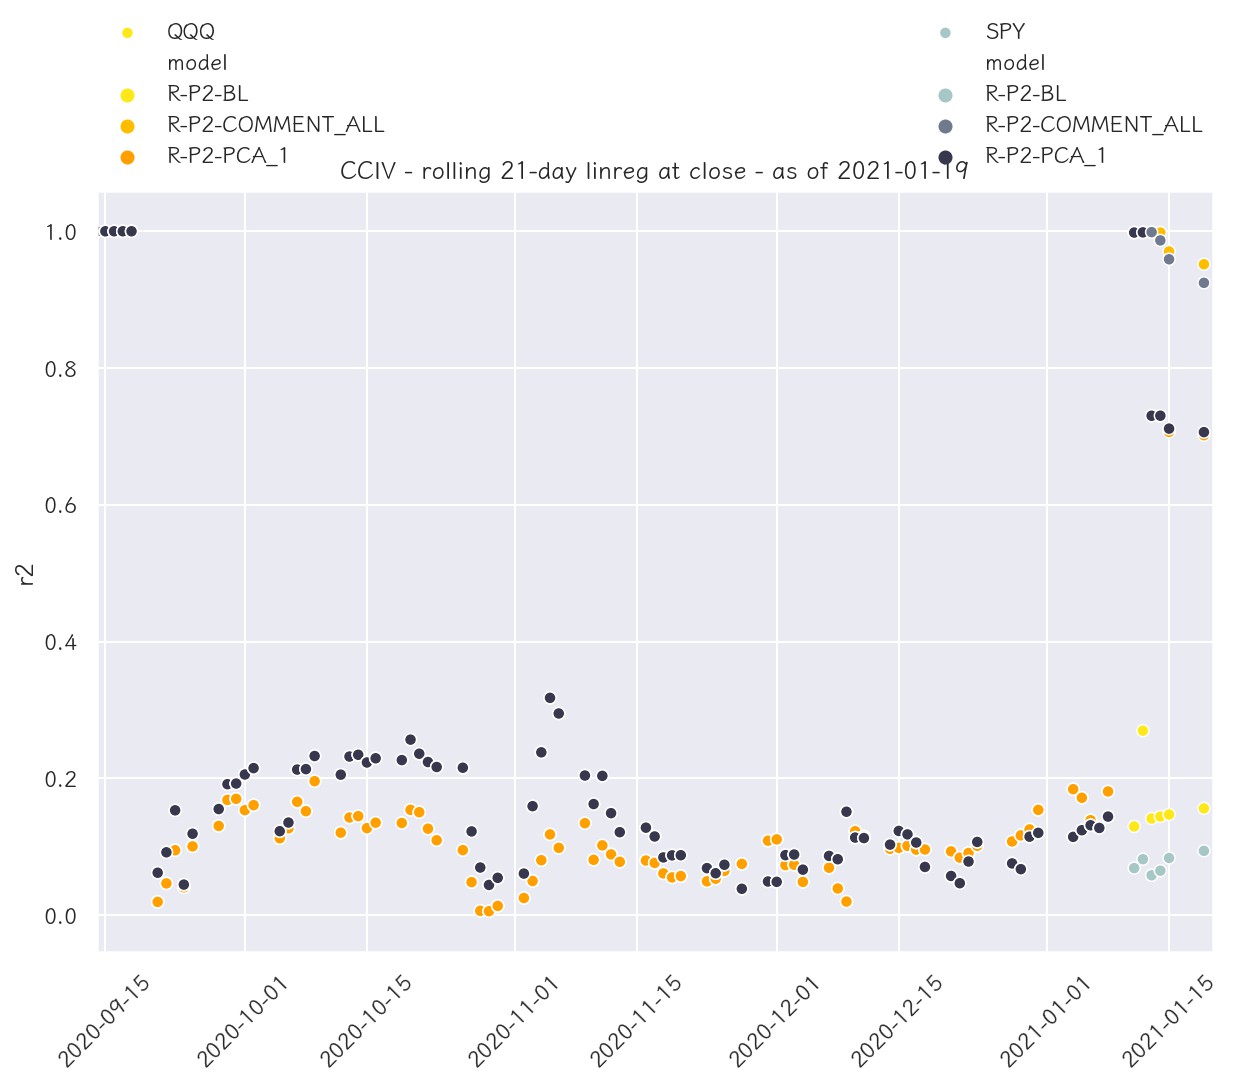 QQQ
model
R-P2-BL
R-P2-COMMENT_ALL
R-P2-PCA_1
SPY
model
R-P2-BL
R-P2-COMMENT_ALL
R-P2-PCA_1
CCIV - rolling 21-day linreg at close - as of 2021-01-19
1.0
0.8
0.6
0.4
0.2
0.0
r2
2020-09-15
2020-10-01
2020-10-15
2020-11-01
2020-11-15
2020-12-01
2020-12-15
2021-01-01
2021-01-15